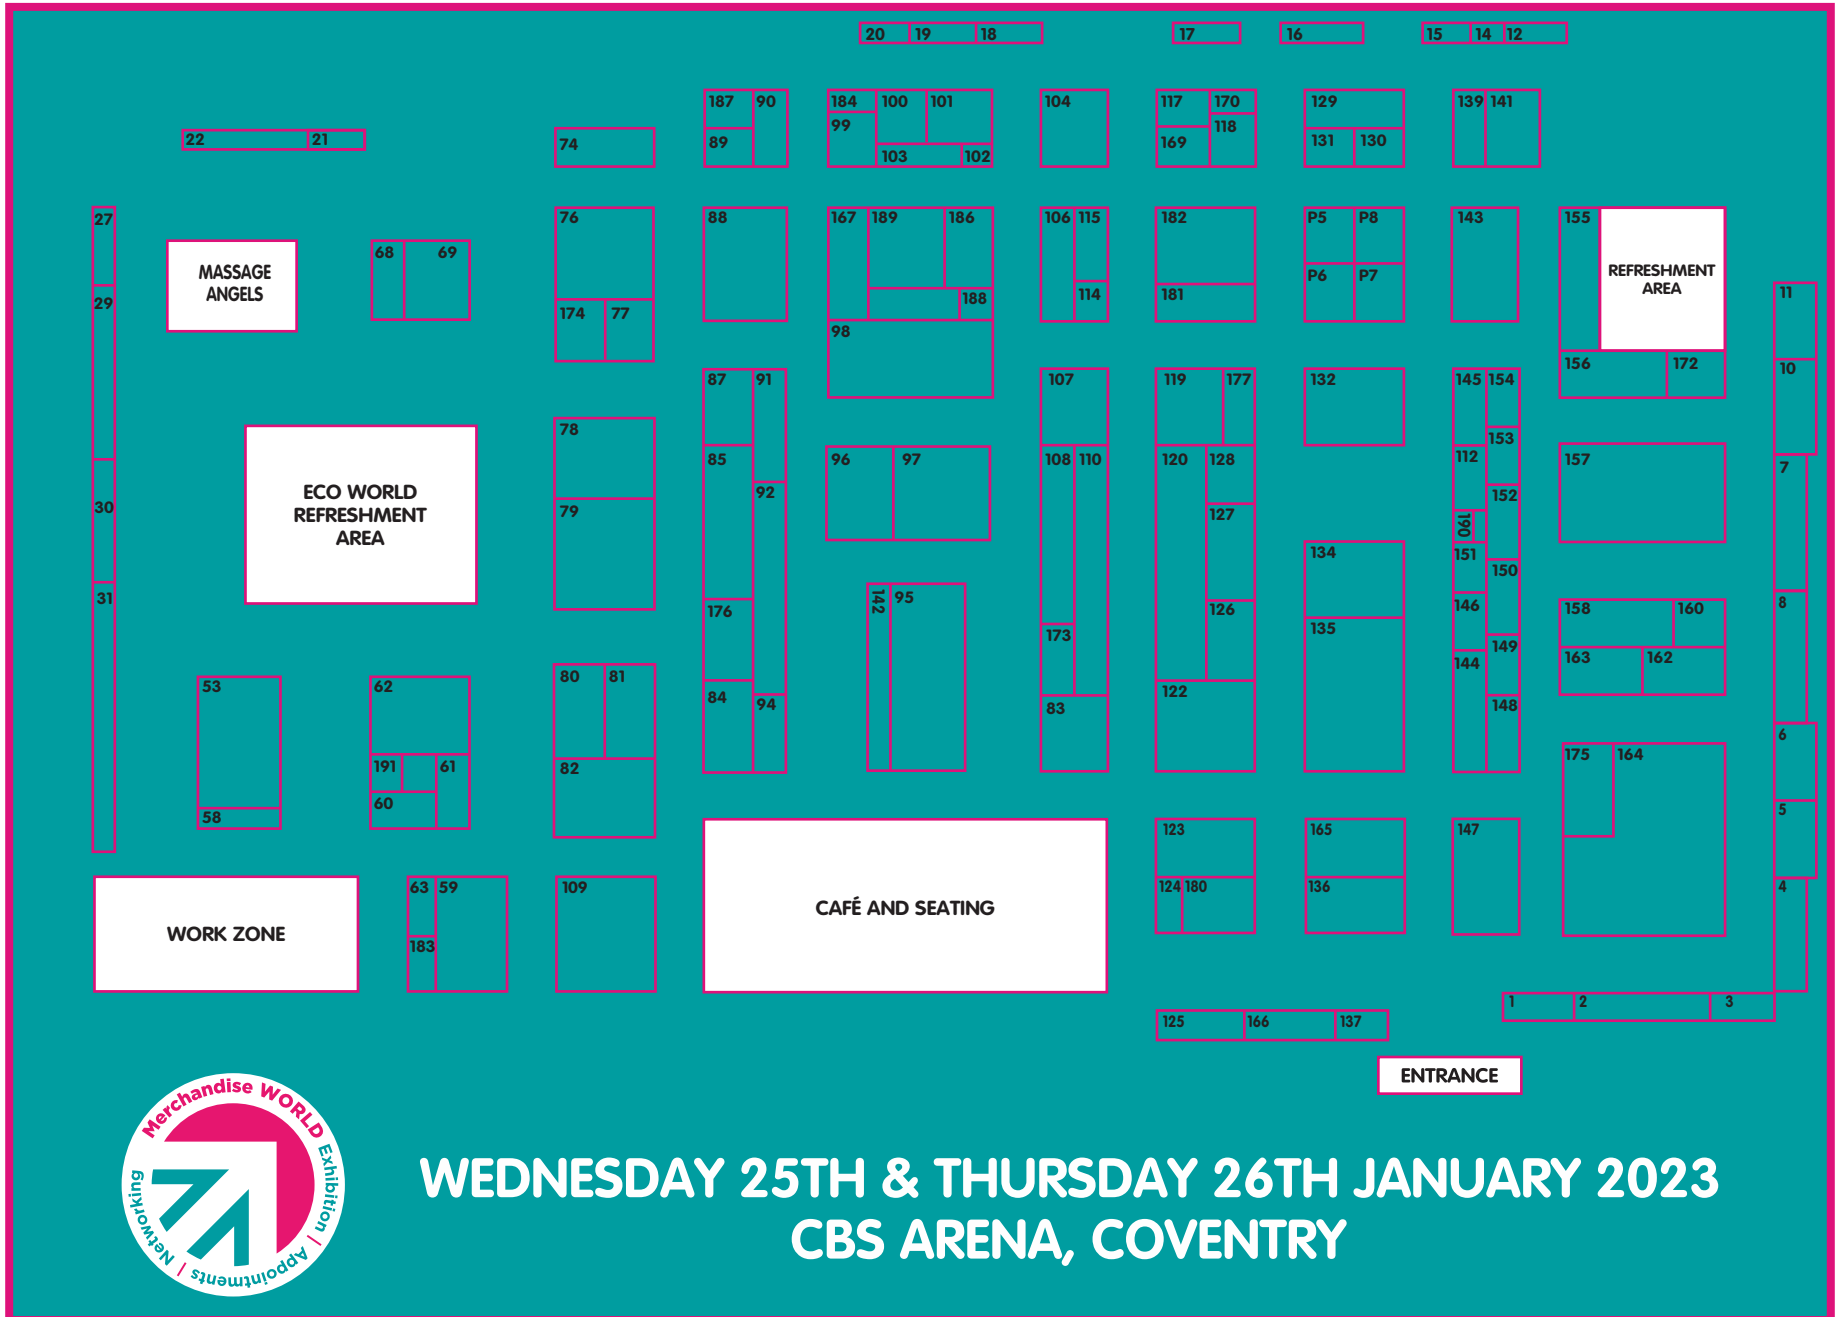 20 19 18 17 16 15 14 12
187 90 184 100 101 104 117 170 129 139 141
99 118
22 21 74 89 103 102 169 131 130
27 76 88 167 189 186 106 115 182 P5 P8 143 155
68 69
MASSAGE
ANGELS
REFRESHMENT
AREA
P6 P7
29 174 77 188 114 181 11
98
156 172 10
87 91 107 119 177 132 145 154
78 153
85 96 97 108 110 120 128 112 157 7
ECO WORLD
REFRESHMENT
AREA
92 152
30 79 127 160
134 151
150
31 176 142 95 126 146 158 160 8
173 135
149
53 62 80 81 84 94 83 122 144 163 162
148
6
191 61 82 175 164
60
58 123 165 147 5
63 59 109 124 180 136 4
CAFÉ AND SEATING
WORK ZONE
183
125 166 137 1 2 3
ENTRANCE
Merchandise WORLD
Exhibition | Appointments | Networking
WEDNESDAY 25TH & THURSDAY 26TH JANUARY 2023
CBS ARENA, COVENTRY